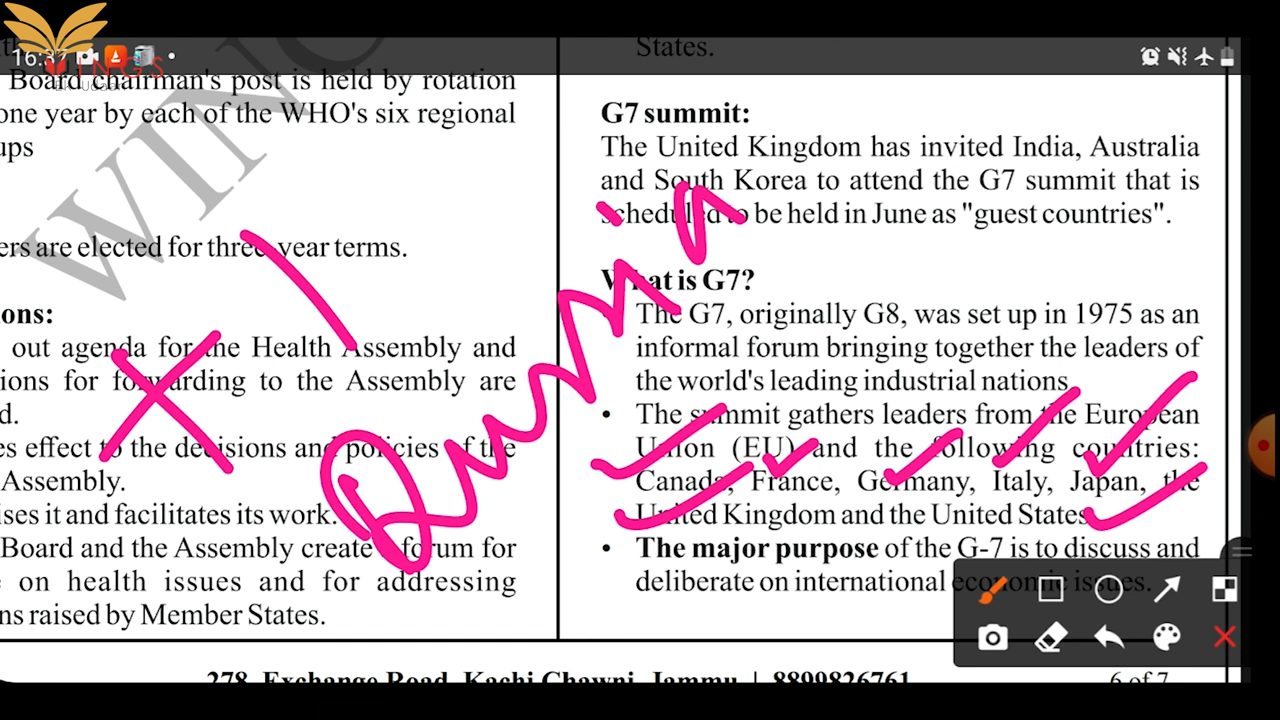 16:37
WINGS
EK Udaan
WING
Board chairman's post is held by rotation
one year by each of the WHO's six regional
ups
ers are elected for three-year terms.
ons:
out agenda for the Health Assembly and
ions for forwarding to the Assembly are
d.
es effect to the decisions and policies of the
Assembly.
ises it and facilitates its work.
Board and the Assembly create a forum for
e on health issues and for addressing
ns raised by Member States.
States.
G7 summit:
The United Kingdom has invited India, Australia
and South Korea to attend the G7 summit that is
scheduled to be held in June as "guest countries".
What is G7?
The G7, originally G8, was set up in 1975 as an
informal forum bringing together the leaders of
the world's leading industrial nations.
• The summit gathers leaders from the European
Union (EU) and the following countries:
Canada, France, Germany, Italy, Japan, the
United Kingdom and the United States.
• The major purpose of the G-7 is to discuss and
deliberate on international economic issues.
Russia
278, Exchange Road, Kachi Chawni, Jammu | 8899826761
6 of 7